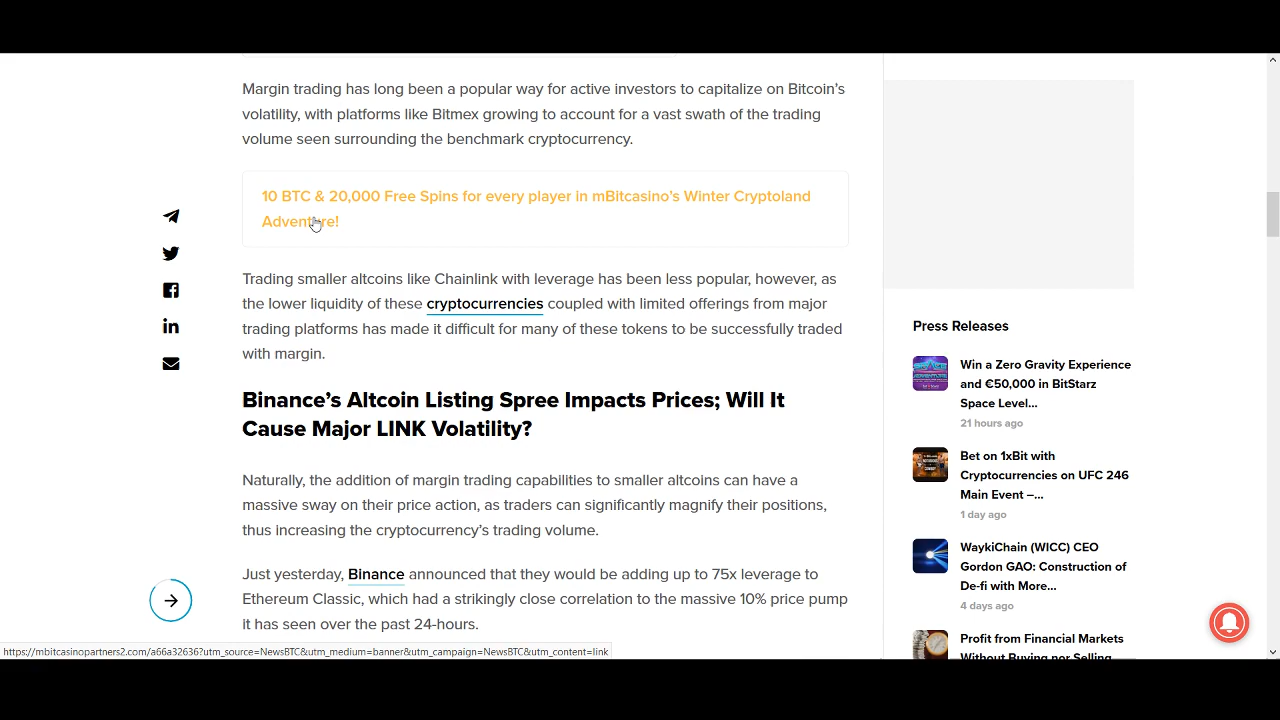 Margin trading has long been a popular way for active investors to capitalize on Bitcoin's
volatility, with platforms like Bitmex growing to account for a vast swath of the trading
volume seen surrounding the benchmark cryptocurrency.
10 BTC & 20,000 Free Spins for every player in mBitcasino's Winter Cryptoland
Adventure!
Trading smaller altcoins like Chainlink with leverage has been less popular, however, as
the lower liquidity of these cryptocurrencies coupled with limited offerings from major
trading platforms has made it difficult for many of these tokens to be successfully traded
with margin.
Binance's Altcoin Listing Spree Impacts Prices; Will It
Cause Major LINK Volatility?
Naturally, the addition of margin trading capabilities to smaller altcoins can have a
massive sway on their price action, as traders can significantly magnify their positions,
thus increasing the cryptocurrency's trading volume.
Just yesterday, Binance announced that they would be adding up to 75x leverage to
Ethereum Classic, which had a strikingly close correlation to the massive 10% price pump
it has seen over the past 24-hours.
https://mbitcasinopartners2.com/a66a32636?utm_source=NewsBTC&utm_medium=banner&utm_campaign=NewsBTC&utm_content=link
Press Releases
Win a Zero Gravity Experience
and €50,000 in BitStarz
Space Level...
21 hours ago
Bet on 1xBit with
Cryptocurrencies on UFC 246
Main Event –...
1 day ago
WaykiChain (WICC) CEO
Gordon GAO: Construction of
De-fi with More...
4 days ago
Profit from Financial Markets
Without Buying nor Selling